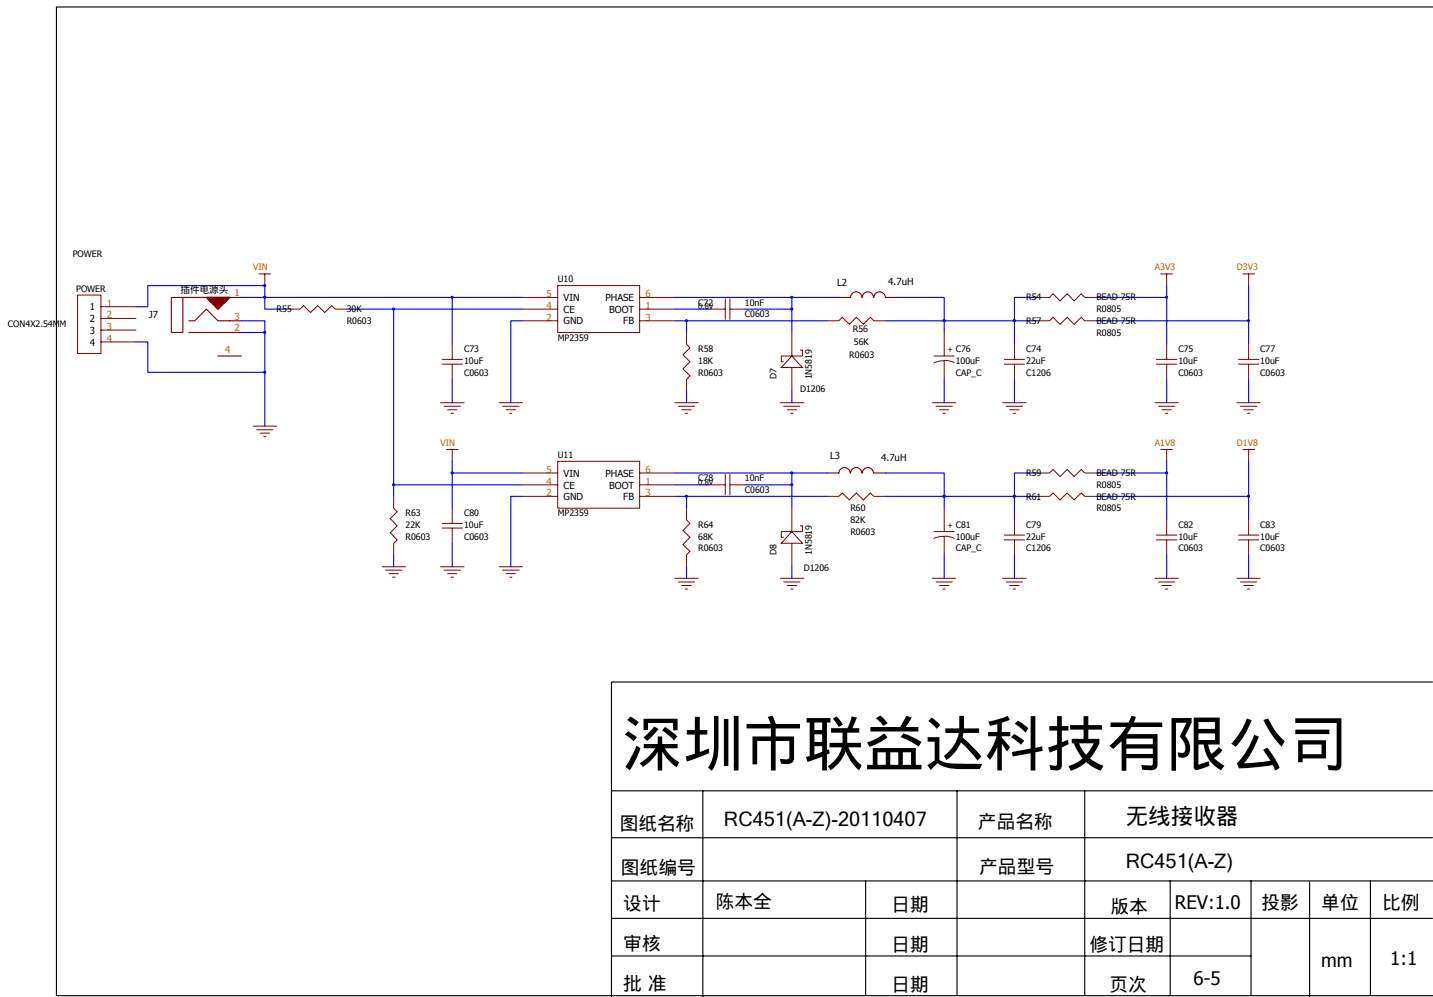 POWER
POWER
1
2
3
4
1
2
3
4
CON4X2.54MM
J7
插件电源头
1
3
2
4
VIN
R55
30K
R0603
C73
10uF
C0603
U10
VIN
CE
GND
PHASE
BOOT
FB
5
4
2
6
1
3
MP2359
C72
0.8V
10nF
C0603
R58
18K
R0603
D7
1N5819
D1206
L2
4.7uH
R56
56K
R0603
+
C76
100uF
CAP_C
C74
22uF
C1206
R54
BEAD 75R
R0805
R57
BEAD 75R
R0805
A3V3
D3V3
C75
10uF
C0603
C77
10uF
C0603
R63
22K
R0603
VIN
C80
10uF
C0603
U11
VIN
CE
GND
PHASE
BOOT
FB
5
4
2
6
1
3
MP2359
C78
0.8V
10nF
C0603
R64
68K
R0603
D8
1N5819
D1206
L3
4.7uH
R60
82K
R0603
+
C81
100uF
CAP_C
C79
22uF
C1206
R59
BEAD 75R
R0805
R61
BEAD 75R
R0805
A1V8
D1V8
C82
10uF
C0603
C83
10uF
C0603
深圳市联益达科技有限公司
图纸名称 RC451(A-Z)-20110407 产品名称 无线接收器
图纸编号 产品型号 RC451(A-Z)
设计 陈本全 日期 版本 REV:1.0 投影 单位 比例
审核 日期 修订日期 mm 1:1
批 准 日期 页次 6-5